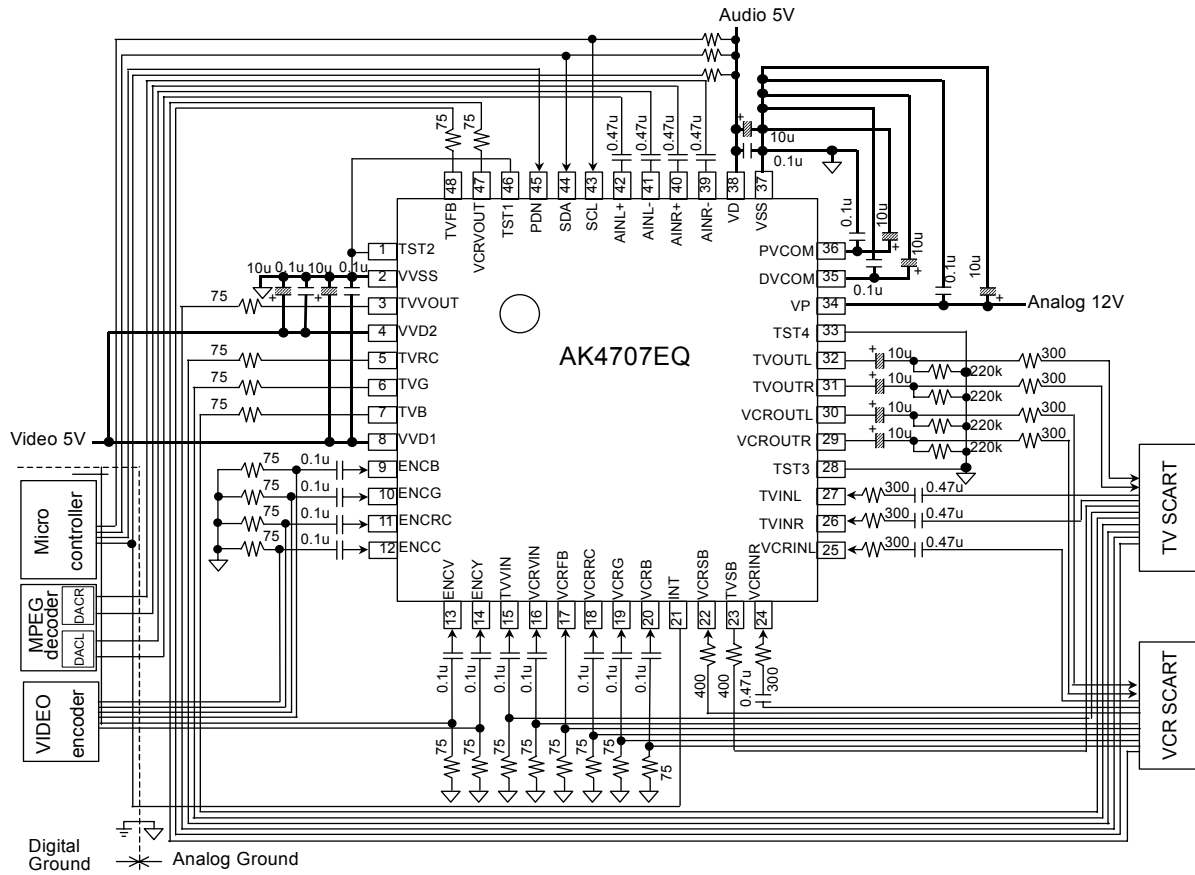 Audio 5V
75
75
0.47u
0.47u
0.47u
0.47u
+
10u
0.1u
48
47
46
45
44
43
42
41
40
39
38
37
TVFB
VCRVOUT
TST1
PDN
SDA
SCL
AINL+
AINL-
AINR+
AINR-
VD
VSS
0.1u
10u
+
10u
+
0.1u
0.1u
10u
+
1 TST2
10u 0.1u 10u 0.1u
2 VVSS
+
+
75
3 TVVOUT
4 VVD2
75
5 TVRC
75
6 TVG
75
7 TVB
Video 5V
8 VVD1
75 0.1u
9 ENCB
75 0.1u
10 ENCG
75 0.1u
11 ENCRC
75 0.1u
12 ENCC
AK4707EQ
PVCOM 36
DVCOM 35
VP 34
Analog 12V
TST4 33
TVOUTL 32 + 10u 300
220k
TVOUTR 31 + 10u 300
220k
VCROUTL 30 + 10u 300
220k
VCROUTR 29 + 10u 300
220k
TST3 28
TVINL 27 300 0.47u
TVINR 26 300 0.47u
VCRINL 25 300 0.47u
ENCV
ENCY
TVVIN
VCRVIN
VCRFB
VCRRC
VCRG
VCRB
INT
VCRSB
TVSB
VCRINR
13
14
15
16
17
18
19
20
21
22
23
24
0.1u
0.1u
0.1u
0.1u
0.1u
0.1u
0.1u
400
400
0.47u
300
75
75
75
75
75
75
75
75
Micro
controller
MPEG
decoder
DACR
DACL
VIDEO
encoder
TV SCART
VCR SCART
Digital
Ground
Analog Ground